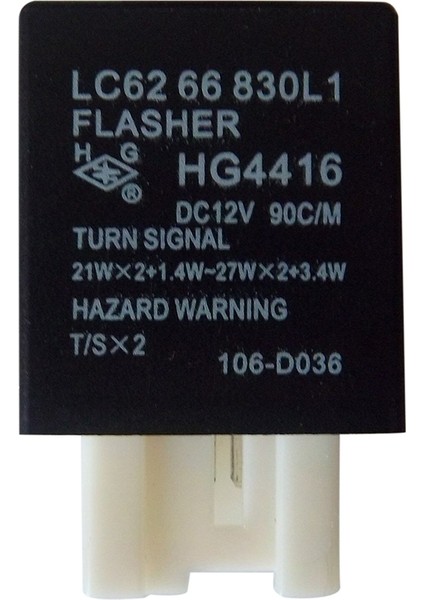 LC62 66 830L1
FLASHER
H G
®
HG4416
DC12V 90C/M
TURN SIGNAL
21W×2+1.4W~27W×2+3.4W
HAZARD WARNING
T/S×2
106-D036